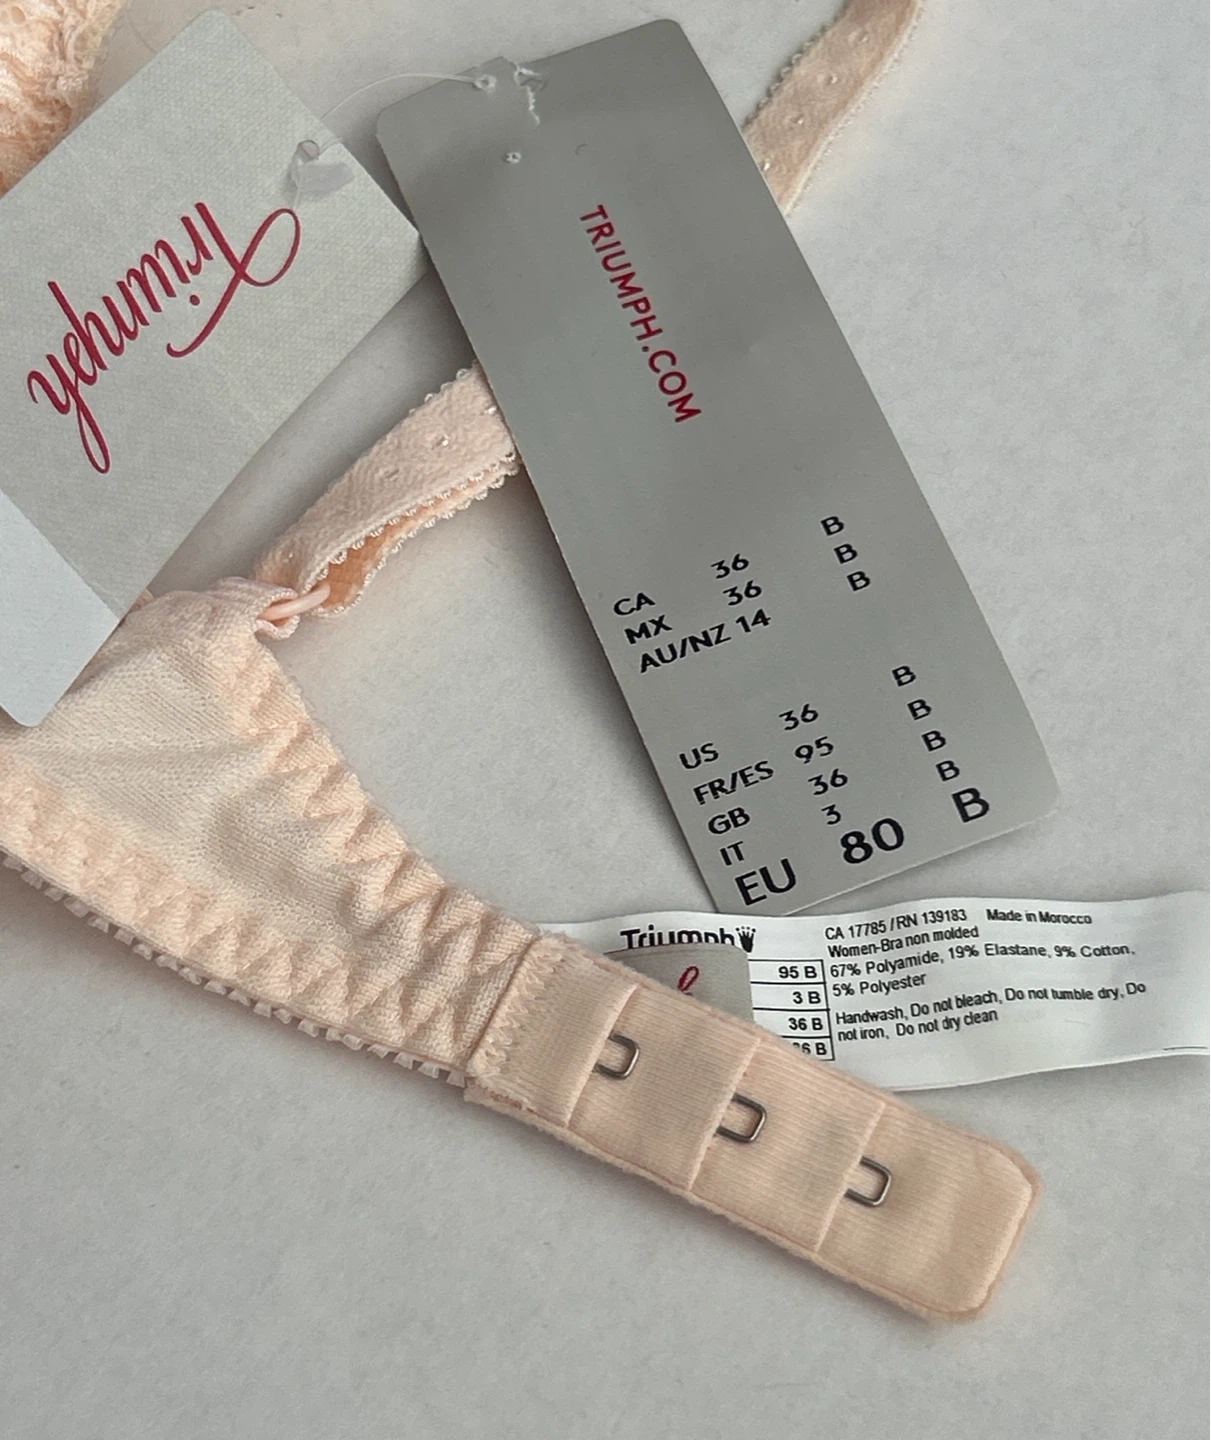 Triumph
TRIUMPH.COM
CA 36 B
MX 36 B
AU/NZ 14 B
US 36 B
FR/ES 95 B
GB 36 B
IT 3 B
EU 80 B
Triumph
95 B
3 B
36 B
36 B
CA 17785 / RN 139183 Made in Morocco
Women-Bra non molded
67% Polyamide, 19% Elastane, 9% Cotton,
5% Polyester
Handwash, Do not bleach, Do not tumble dry, Do
not iron, Do not dry clean